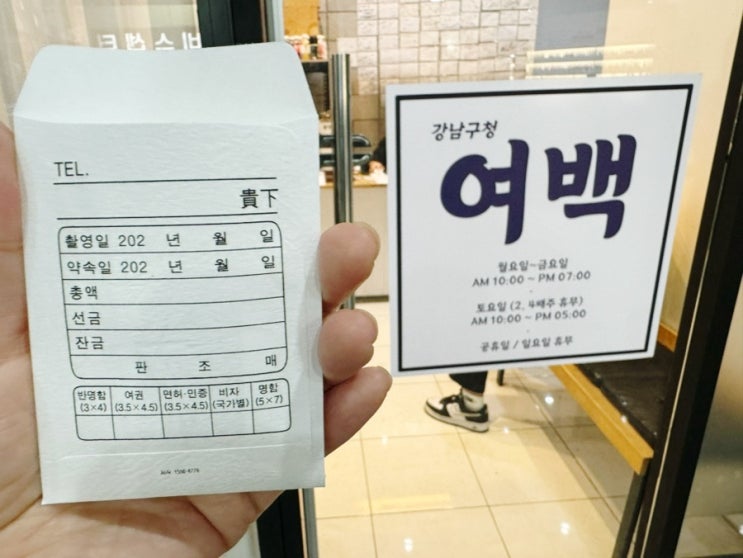 TEL.
貴下
촬영일 202 년 월 일
약속일 202 년 월 일
총액
선금
잔금
판 조 매
반명함 여권 면허·인증 비자 명함
(3×4) (3.5×4.5) (3.5×4.5) (국가별) (5×7)
강남구청
여백
월요일~금요일
AM 10:00 ~ PM 07:00
토요일 (2, 4째주 휴무)
AM 10:00 ~ PM 05:00
공휴일 / 일요일 휴무